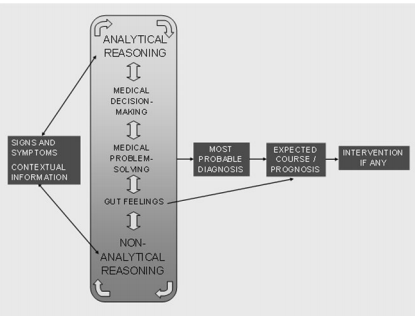 ANALYTICAL
REASONING
MEDICAL
DECISION-
MAKING
MEDICAL
PROBLEM-
SOLVING
GUT FEELINGS
NON-
ANALYTICAL
REASONING
SIGNS AND
SYMPTOMS
CONTEXTUAL
INFORMATION
MOST
PROBABLE
DIAGNOSIS
EXPECTED
COURSE /
PROGNOSIS
INTERVENTION
IF ANY